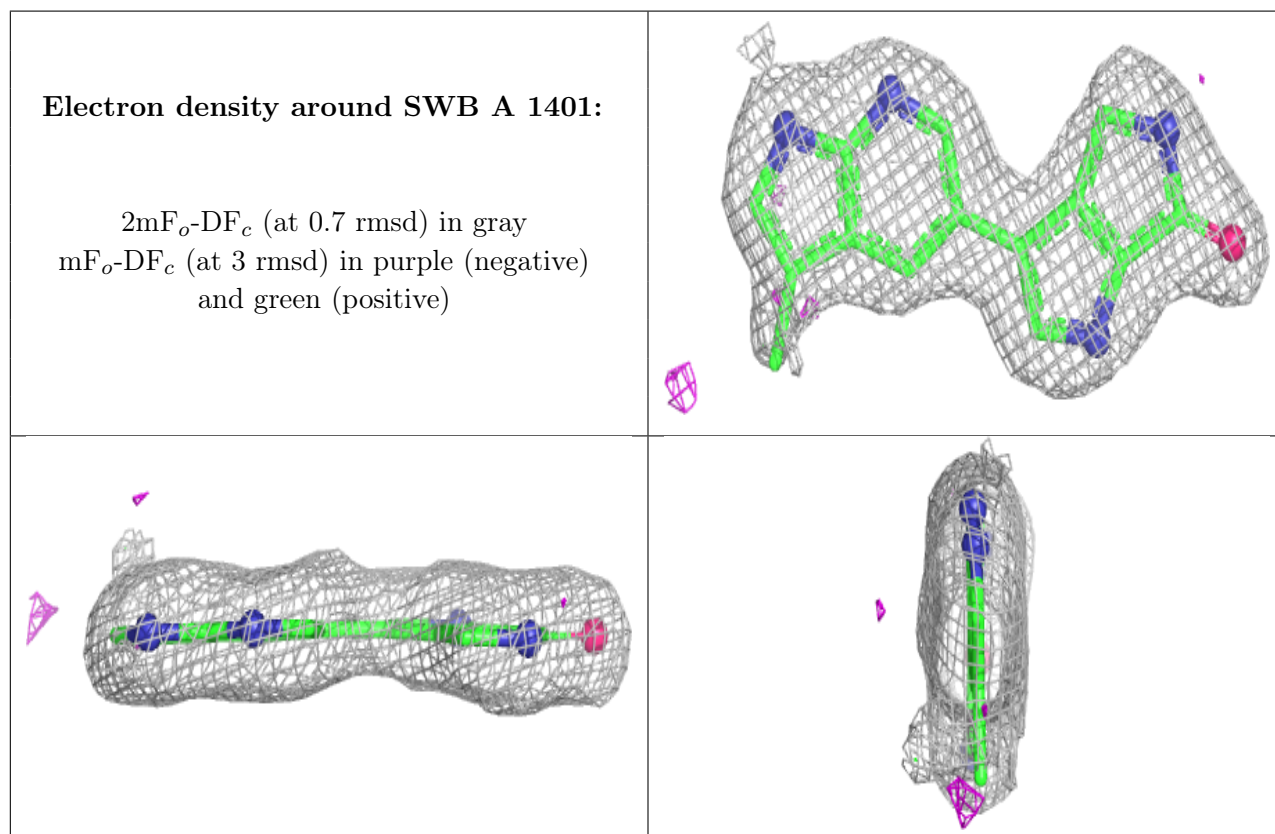 Electron density around SWB A 1401:
2mFo-DFc (at 0.7 rmsd) in gray
mFo-DFc (at 3 rmsd) in purple (negative)
and green (positive)